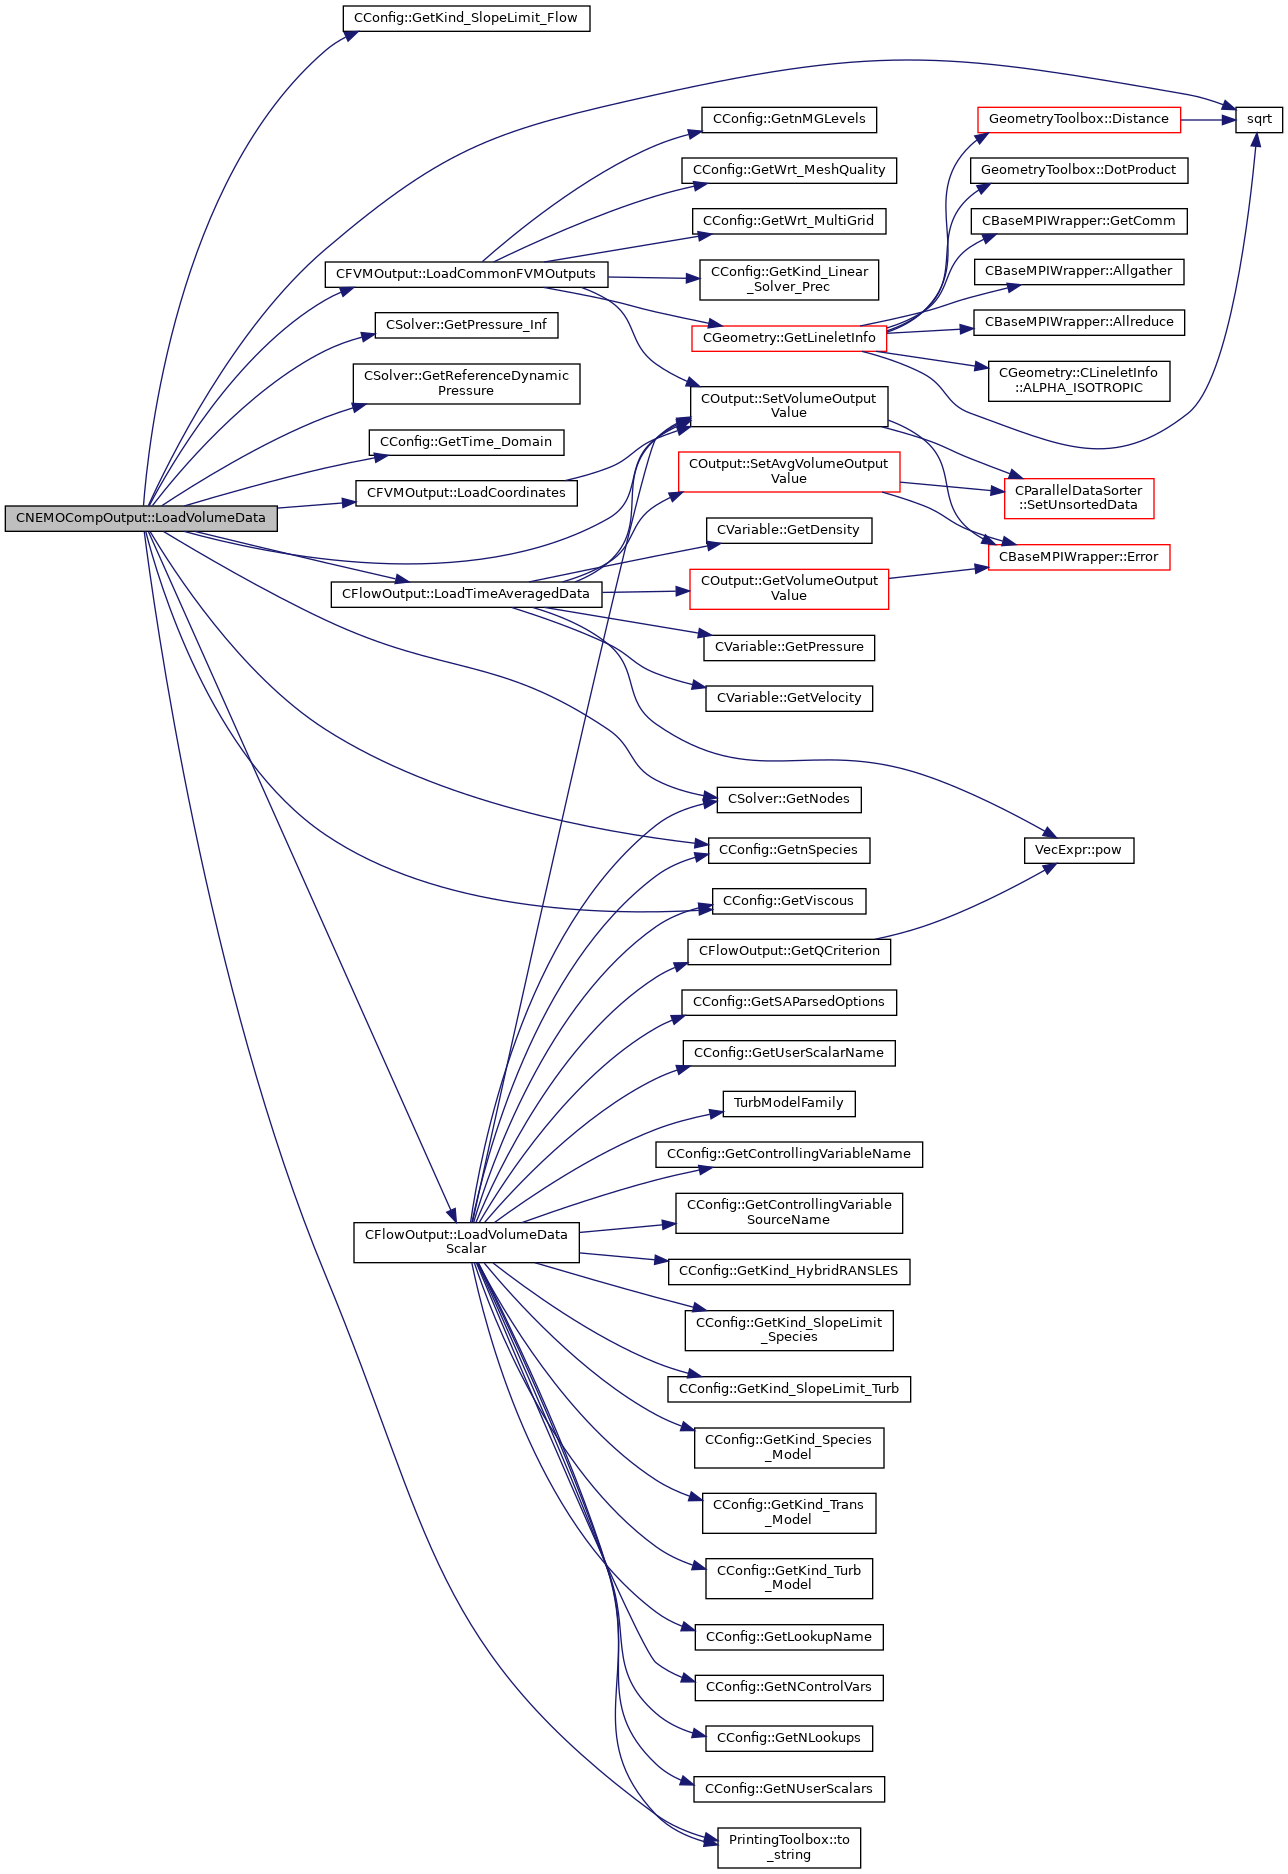 CConfig::GetKind_SlopeLimit_Flow
CConfig::GetnMGLevels
GeometryToolbox::Distance
sqrt
CConfig::GetWrt_MeshQuality
GeometryToolbox::DotProduct
CConfig::GetWrt_MultiGrid
CBaseMPIWrapper::GetComm
CFVMOutput::LoadCommonFVMOutputs
CConfig::GetKind_Linear
_Solver_Prec
CBaseMPIWrapper::Allgather
CSolver::GetPressure_Inf
CGeometry::GetLineletInfo
CBaseMPIWrapper::Allreduce
CSolver::GetReferenceDynamic
Pressure
CGeometry::CLineletInfo
::ALPHA_ISOTROPIC
COutput::SetVolumeOutput
Value
CConfig::GetTime_Domain
COutput::SetAvgVolumeOutput
Value
CFVMOutput::LoadCoordinates
CParallelDataSorter
::SetUnsortedData
CNEMOCompOutput::LoadVolumeData
CVariable::GetDensity
CBaseMPIWrapper::Error
CFlowOutput::LoadTimeAveragedData
COutput::GetVolumeOutput
Value
CVariable::GetPressure
CVariable::GetVelocity
CSolver::GetNodes
CConfig::GetnSpecies
VecExpr::pow
CConfig::GetViscous
CFlowOutput::GetQCriterion
CConfig::GetSAParsedOptions
CConfig::GetUserScalarName
TurbModelFamily
CConfig::GetControllingVariableName
CConfig::GetControllingVariable
SourceName
CFlowOutput::LoadVolumeData
Scalar
CConfig::GetKind_HybridRANSLES
CConfig::GetKind_SlopeLimit
_Species
CConfig::GetKind_SlopeLimit_Turb
CConfig::GetKind_Species
_Model
CConfig::GetKind_Trans
_Model
CConfig::GetKind_Turb
_Model
CConfig::GetLookupName
CConfig::GetNControlVars
CConfig::GetNLookups
CConfig::GetNUserScalars
PrintingToolbox::to
_string